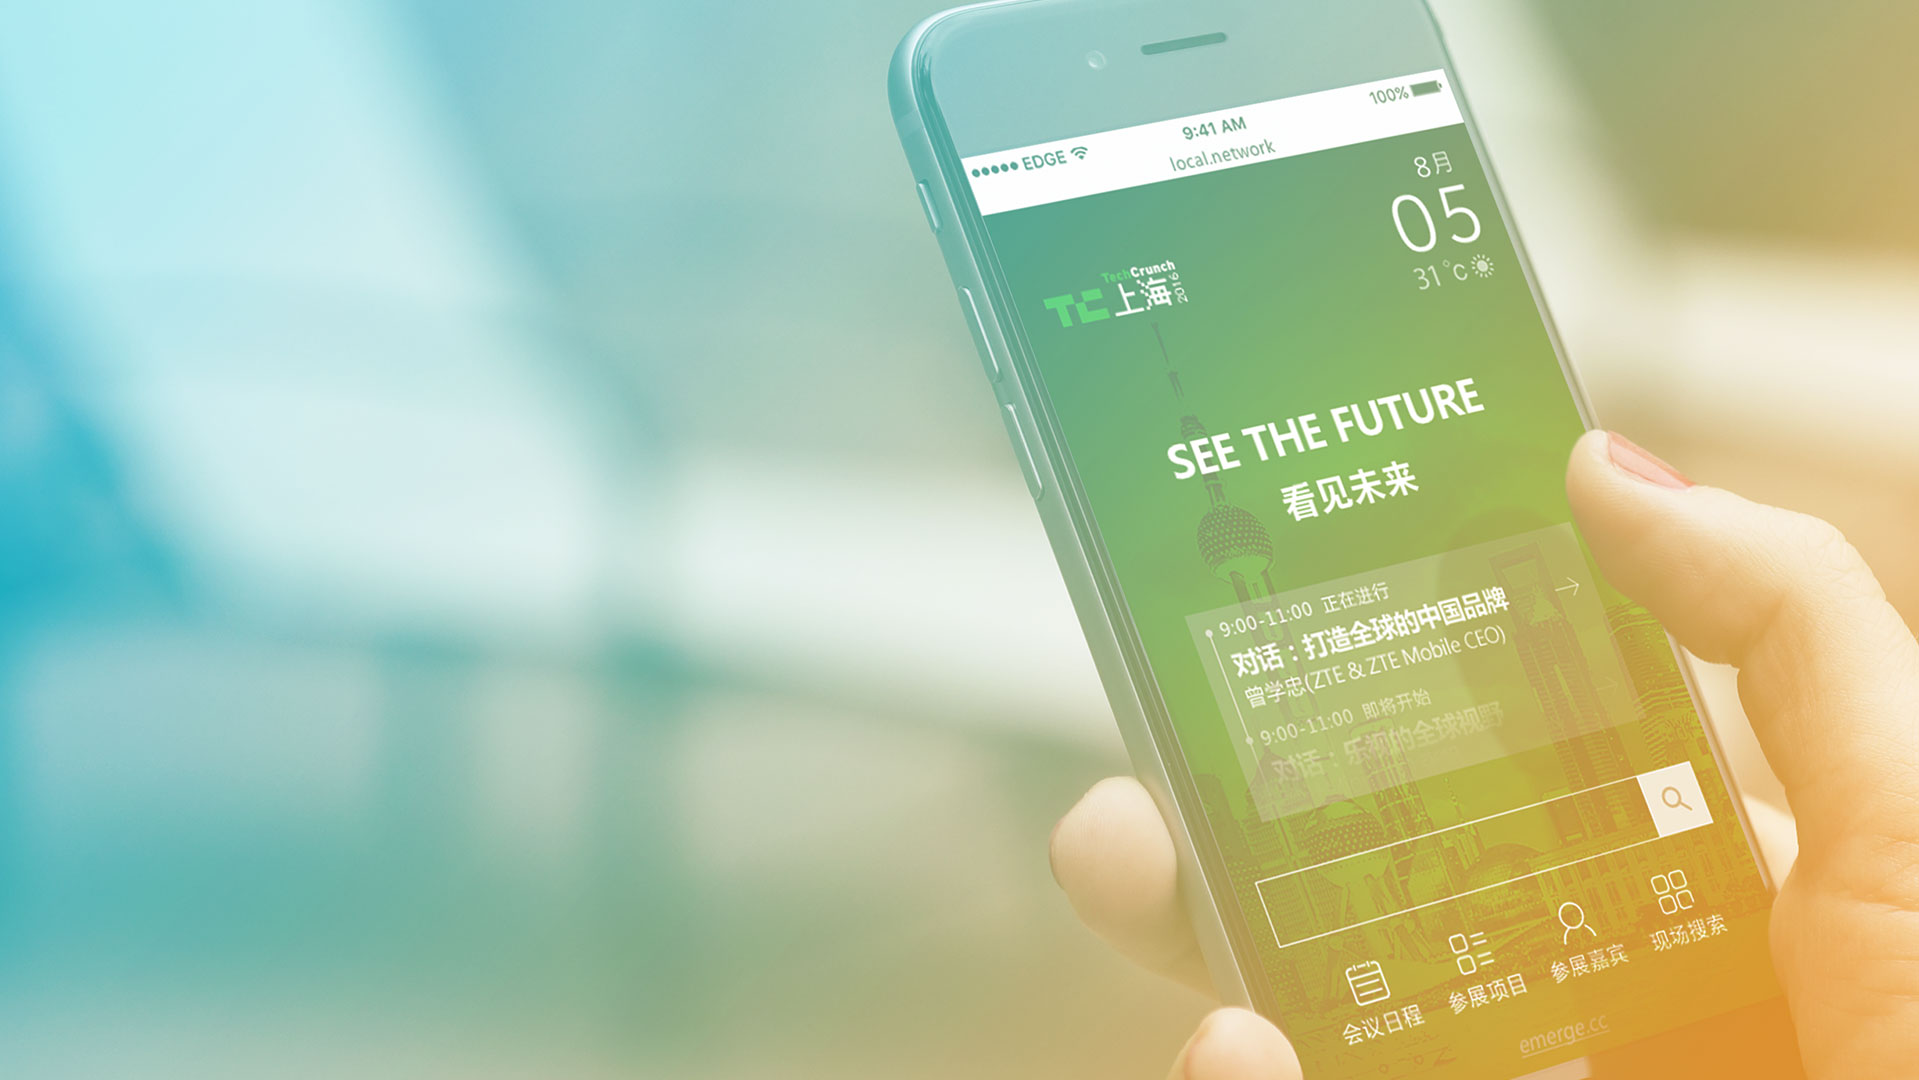 100%
9:41 AM
EDGE
local.network
8月
05
31°C
TechCrunch
TC 上海 2016
SEE THE FUTURE
看见未来
9:00-11:00 正在进行
对话：打造全球的中国品牌
曾学忠(ZTE & ZTE Mobile CEO)
9:00-11:00 即将开始
对话：乐视的全球视野
会议日程
参展项目
参展嘉宾
现场搜索
emerge.cc